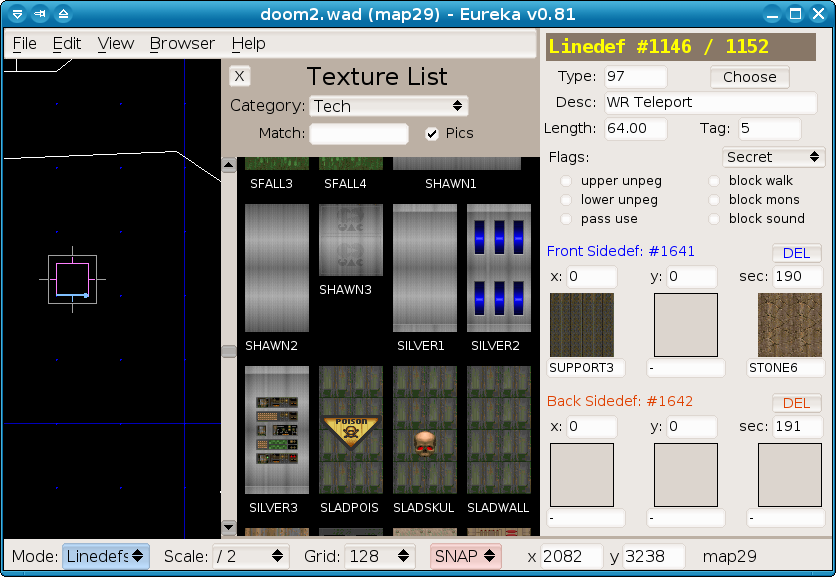 doom2.wad (map29) - Eureka v0.81
File Edit View Browser Help
X Texture List
Category: Tech
Match: Pics
SFALL3 SFALL4 SHAWN1
SHAWN3
SHAWN2 SILVER1 SILVER2
POISON
SILVER3 SLADPOIS SLADSKUL SLADWALL
Linedef #1146 / 1152
Type: 97 Choose
Desc: WR Teleport
Length: 64.00 Tag: 5
Flags: Secret
upper unpeg block walk
lower unpeg block mons
pass use block sound
Front Sidedef: #1641 DEL
x: 0 y: 0 sec: 190
SUPPORT3 - STONE6
Back Sidedef: #1642 DEL
x: 0 y: 0 sec: 191
- - -
Mode: Linedefs Scale: / 2 Grid: 128 SNAP x 2082 y 3238 map29